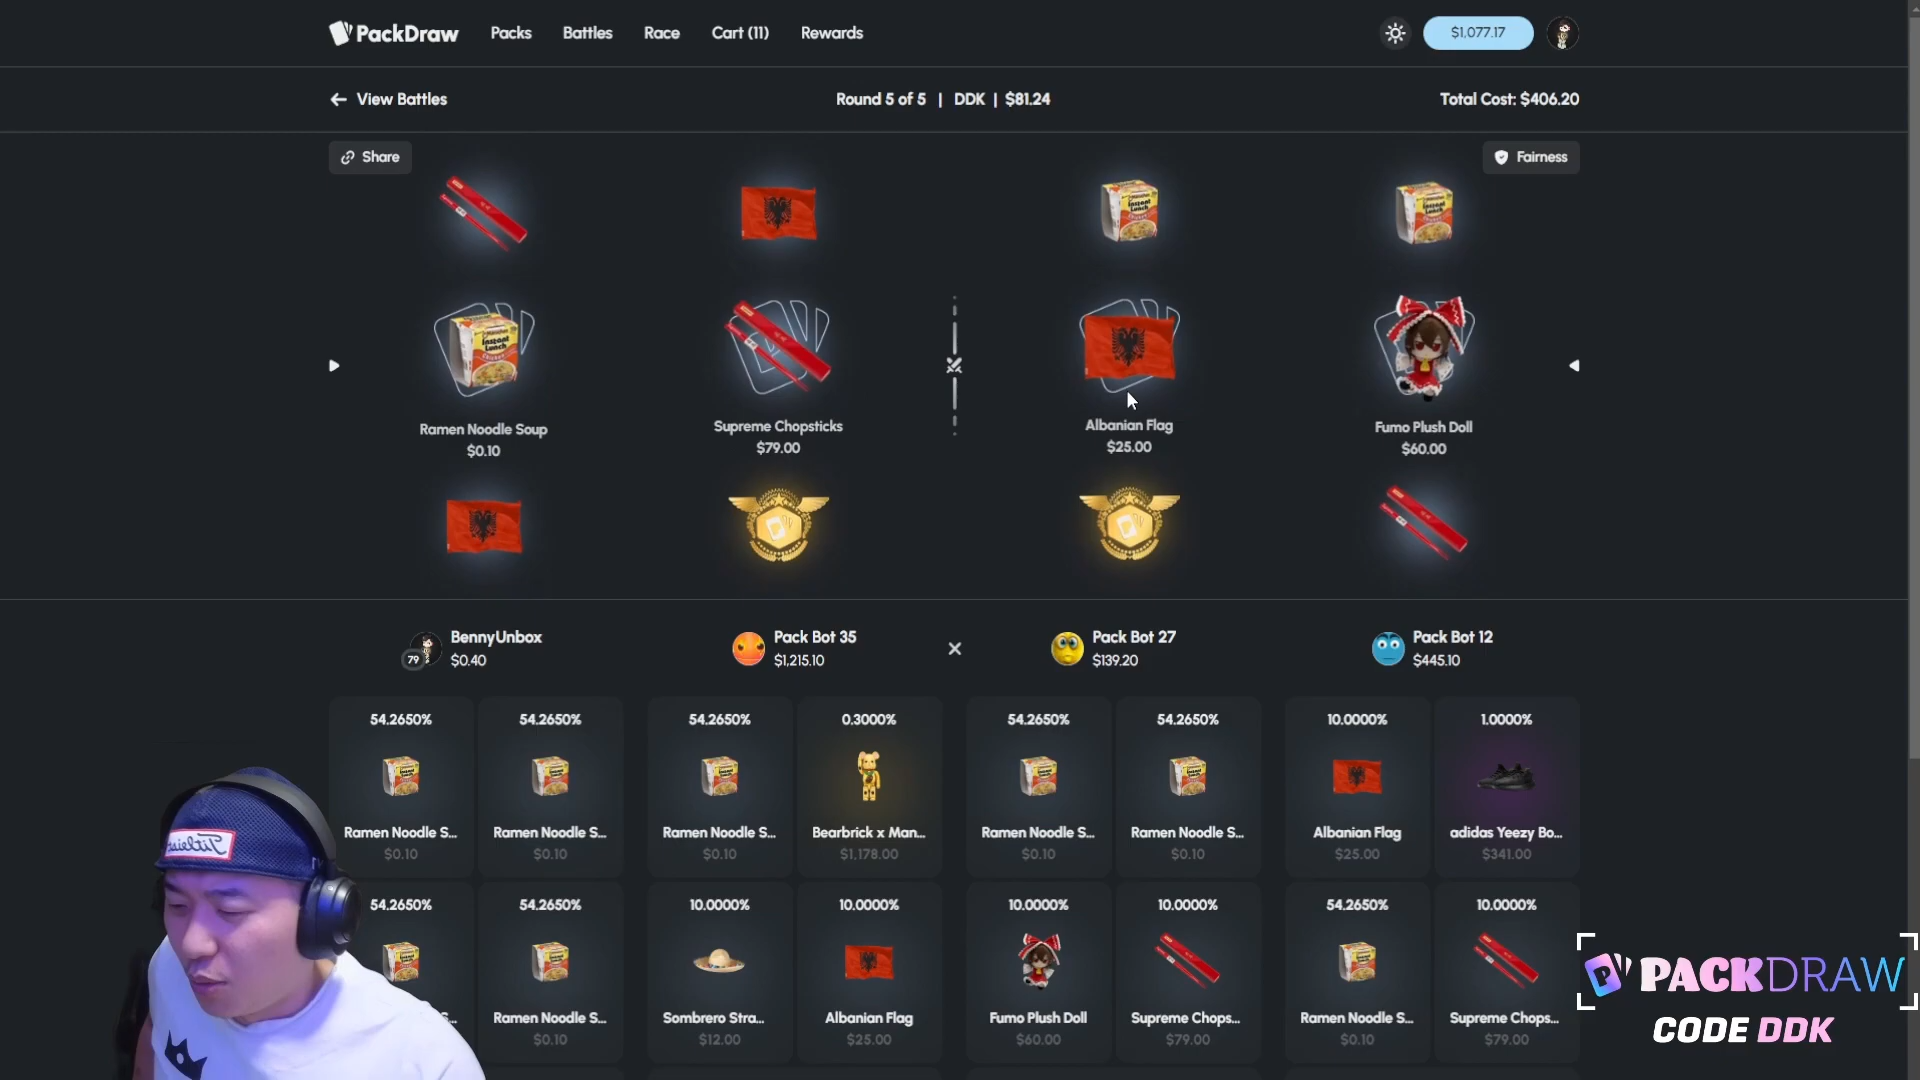 PackDraw Packs Battles Race Cart (11) Rewards $1,077.17
View Battles Round 5 of 5 | DDK | $81.24 Total Cost: $406.20
Share Fairness
Ramen Noodle Soup
$0.10
Supreme Chopsticks
$79.00
Albanian Flag
$25.00
Fumo Plush Doll
$60.00
79 BennyUnbox
$0.40
Pack Bot 35
$1,215.10
Pack Bot 27
$139.20
Pack Bot 12
$445.10
54.2650% 54.2650% 54.2650% 0.3000% 54.2650% 54.2650% 10.0000% 1.0000%
Ramen Noodle S... Ramen Noodle S... Ramen Noodle S... Bearbrick x Man... Ramen Noodle S... Ramen Noodle S... Albanian Flag adidas Yeezy Bo...
$0.10 $0.10 $0.10 $1,178.00 $0.10 $0.10 $25.00 $341.00
54.2650% 54.2650% 10.0000% 10.0000% 10.0000% 10.0000% 54.2650% 10.0000%
S... Ramen Noodle S... Sombrero Stra... Albanian Flag Fumo Plush Doll Supreme Chops... Ramen Noodle S... Supreme Chops...
$0.10 $12.00 $25.00 $60.00 $79.00 $0.10 $79.00
Titleist
PACKDRAW
CODE DDK